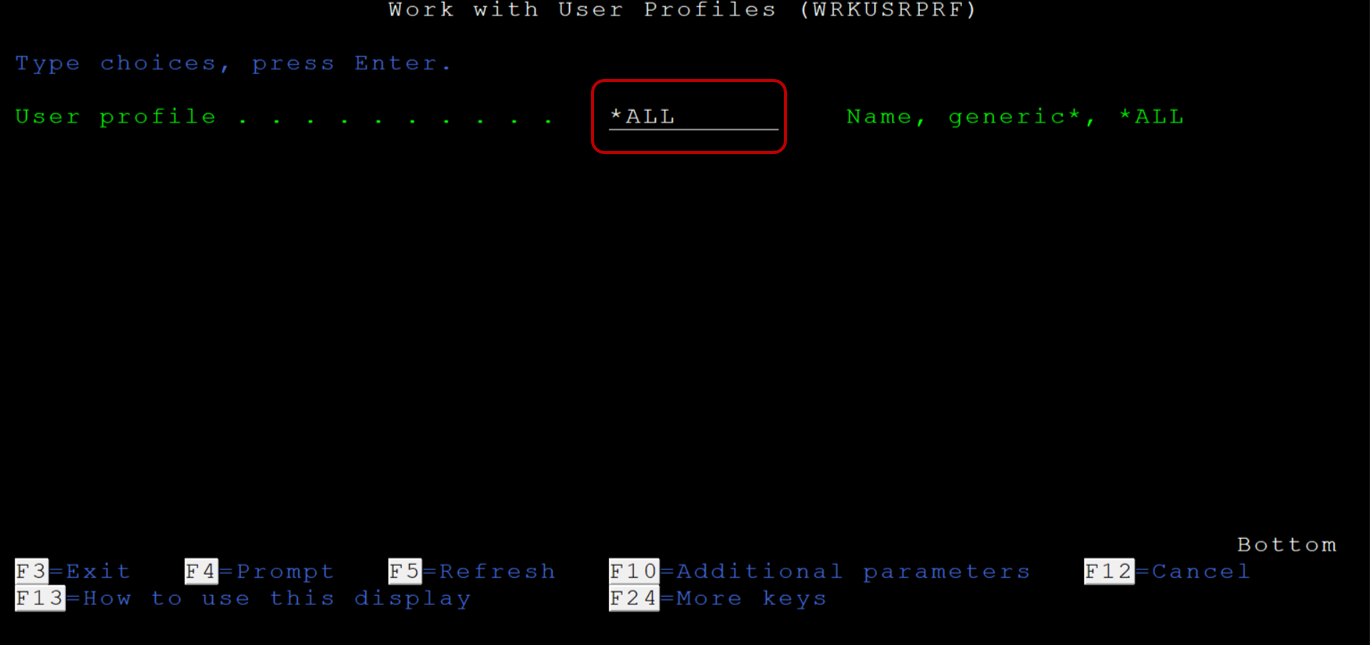 Work with User Profiles (WRKUSRPRF)
Type choices, press Enter.
User profile . . . . . . . . . . *ALL Name, generic*, *ALL
Bottom
F3=Exit F4=Prompt F5=Refresh F10=Additional parameters F12=Cancel
F13=How to use this display F24=More keys